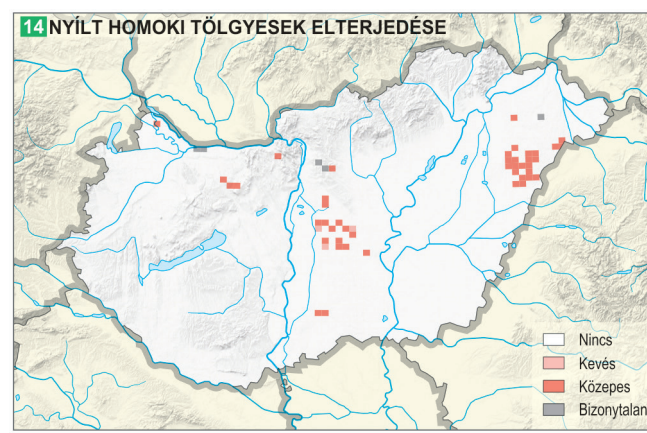 14 NYÍLT HOMOKI TÖLGYESEK ELTERJEDÉSE
Nincs
Kevés
Közepes
Bizonytalan